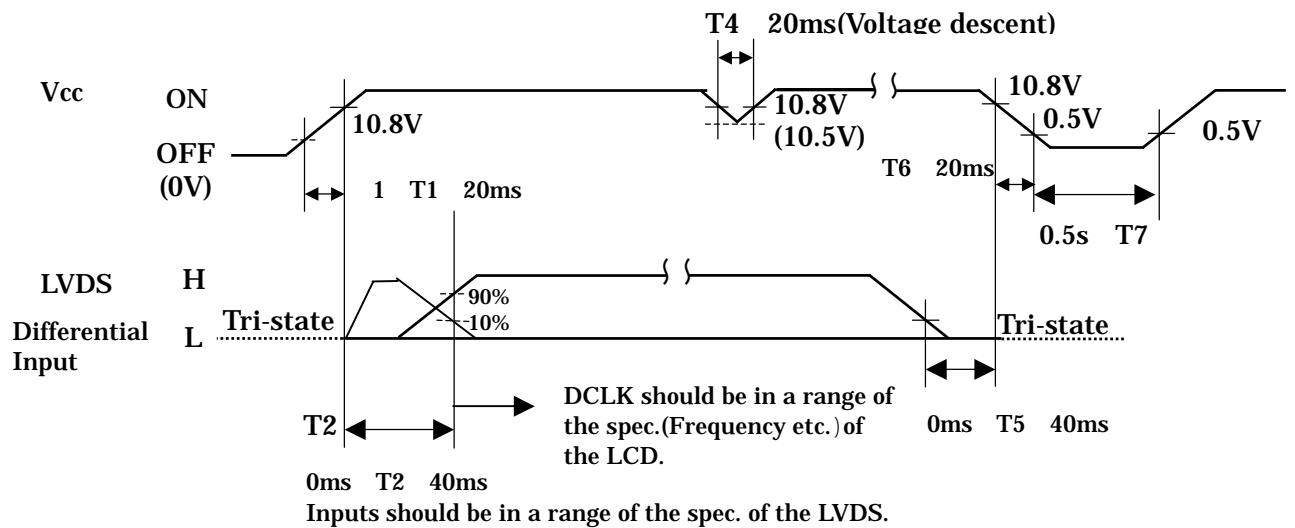 T4 20ms(Voltage descent)
Vcc
ON
10.8V
10.8V
(10.5V)
10.8V
0.5V
0.5V
OFF
(0V)
T6 20ms
1 T1 20ms
0.5s T7
LVDS
H
90%
10%
Differential
Input
Tri-state
L
Tri-state
DCLK should be in a range of
the spec.(Frequency etc.)of
the LCD.
T2
0ms T5 40ms
0ms T2 40ms
Inputs should be in a range of the spec. of the LVDS.